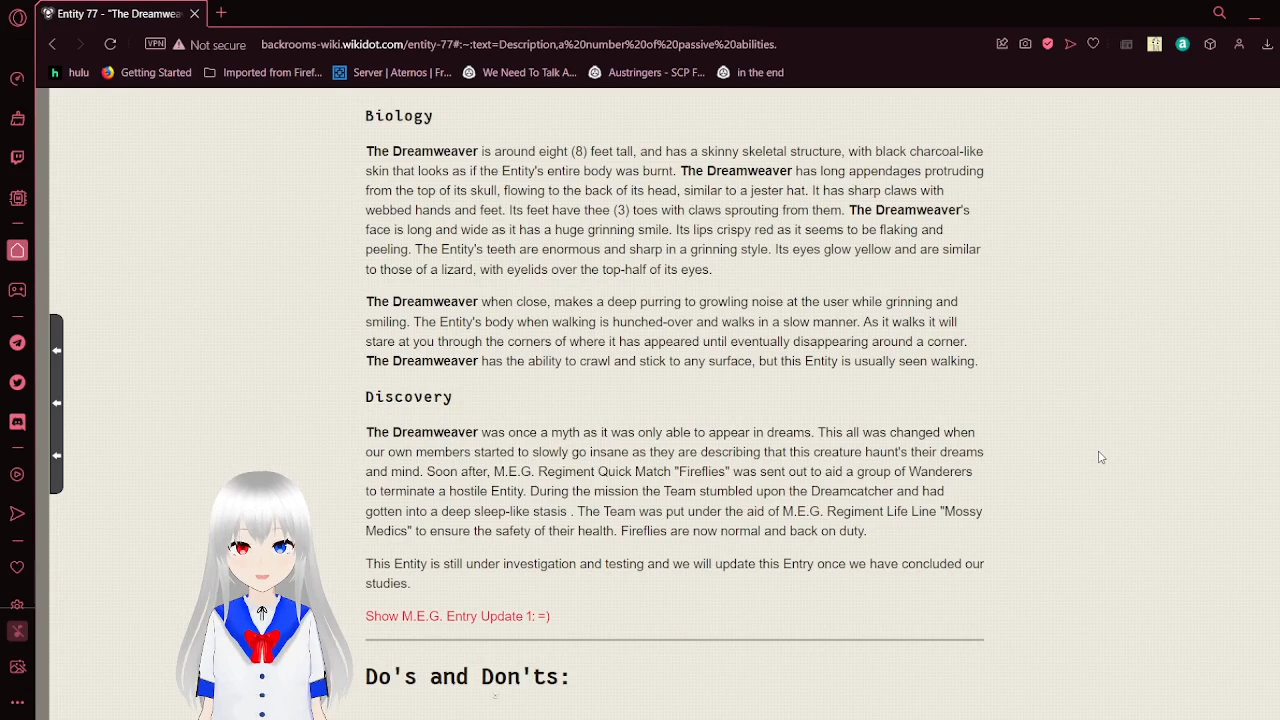 Entity 77 - "The Dreamwea
VPN
Not secure
backrooms-wiki.wikidot.com/entity-77#:~:text=Description,a%20number%20of%20passive%20abilities.
h hulu
Getting Started
Imported from Firef...
Server | Aternos | Fr...
We Need To Talk A...
Austringers - SCP F...
in the end
Biology
The Dreamweaver is around eight (8) feet tall, and has a skinny skeletal structure, with black charcoal-like
skin that looks as if the Entity's entire body was burnt. The Dreamweaver has long appendages protruding
from the top of its skull, flowing to the back of its head, similar to a jester hat. It has sharp claws with
webbed hands and feet. Its feet have thee (3) toes with claws sprouting from them. The Dreamweaver's
face is long and wide as it has a huge grinning smile. Its lips crispy red as it seems to be flaking and
peeling. The Entity's teeth are enormous and sharp in a grinning style. Its eyes glow yellow and are similar
to those of a lizard, with eyelids over the top-half of its eyes.
The Dreamweaver when close, makes a deep purring to growling noise at the user while grinning and
smiling. The Entity's body when walking is hunched-over and walks in a slow manner. As it walks it will
stare at you through the corners of where it has appeared until eventually disappearing around a corner.
The Dreamweaver has the ability to crawl and stick to any surface, but this Entity is usually seen walking.
Discovery
The Dreamweaver was once a myth as it was only able to appear in dreams. This all was changed when
our own members started to slowly go insane as they are describing that this creature haunt's their dreams
and mind. Soon after, M.E.G. Regiment Quick Match "Fireflies" was sent out to aid a group of Wanderers
to terminate a hostile Entity. During the mission the Team stumbled upon the Dreamcatcher and had
gotten into a deep sleep-like stasis . The Team was put under the aid of M.E.G. Regiment Life Line "Mossy
Medics" to ensure the safety of their health. Fireflies are now normal and back on duty.
This Entity is still under investigation and testing and we will update this Entry once we have concluded our
studies.
Show M.E.G. Entry Update 1: =)
Do's and Don'ts: